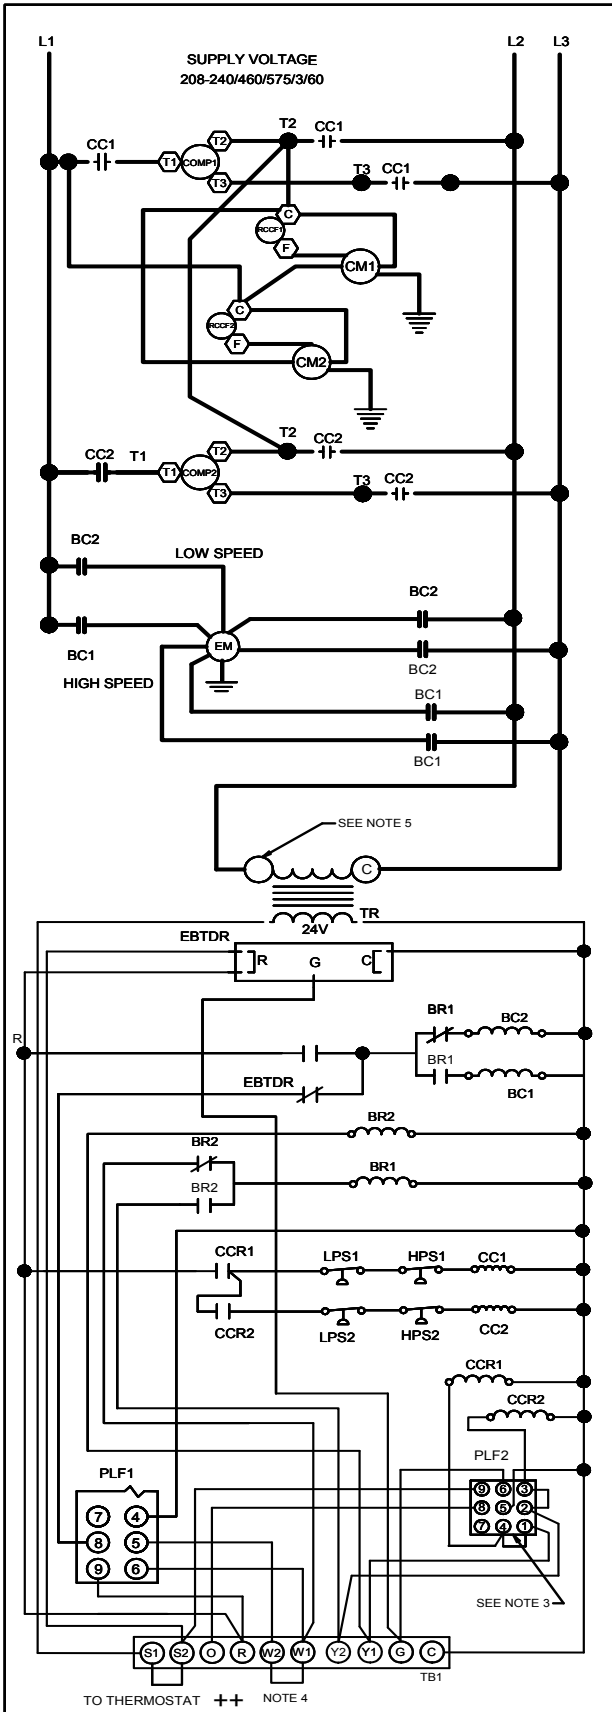 L1
L2
L3
SUPPLY VOLTAGE
208-240/460/575/3/60
CC1
T1
COMP1
T2
T2
CC1
T3
T3
CC1
C
RCCF1
F
CM1
C
RCCF2
F
CM2
CC2
T1
T1
COMP2
T2
T2
CC2
T3
T3
CC2
BC2
LOW SPEED
BC2
EM
BC1
BC2
HIGH SPEED
BC1
BC1
SEE NOTE 5
C
TR
24V
EBTDR
R
G
C
R
BR1
BC2
BR1
BC1
EBTDR
BR2
BR2
BR2
BR1
CCR1
LPS1
HPS1
CC1
CCR2
LPS2
HPS2
CC2
CCR1
CCR2
PLF2
PLF1
7
4
8
5
9
6
9
6
3
8
5
2
7
4
1
SEE NOTE 3
S1
S2
O
R
W2
W1
Y2
Y1
G
C
TB1
TO THERMOSTAT ++
NOTE 4